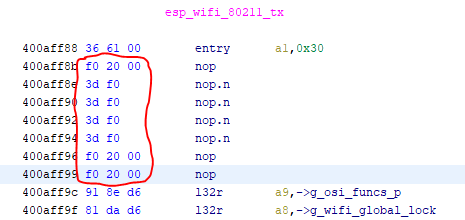 esp_wifi_80211_tx
400aff88 36 61 00 entry a1,0x30
400aff8b f0 20 00 nop
400aff8e 3d f0 nop.n
400aff90 3d f0 nop.n
400aff92 3d f0 nop.n
400aff94 3d f0 nop.n
400aff96 f0 20 00 nop
400aff99 f0 20 00 nop
400aff9c 91 8e d6 l32r a9,->g_osi_funcs_p
400aff9f 81 da d6 l32r a8,->g_wifi_global_lock